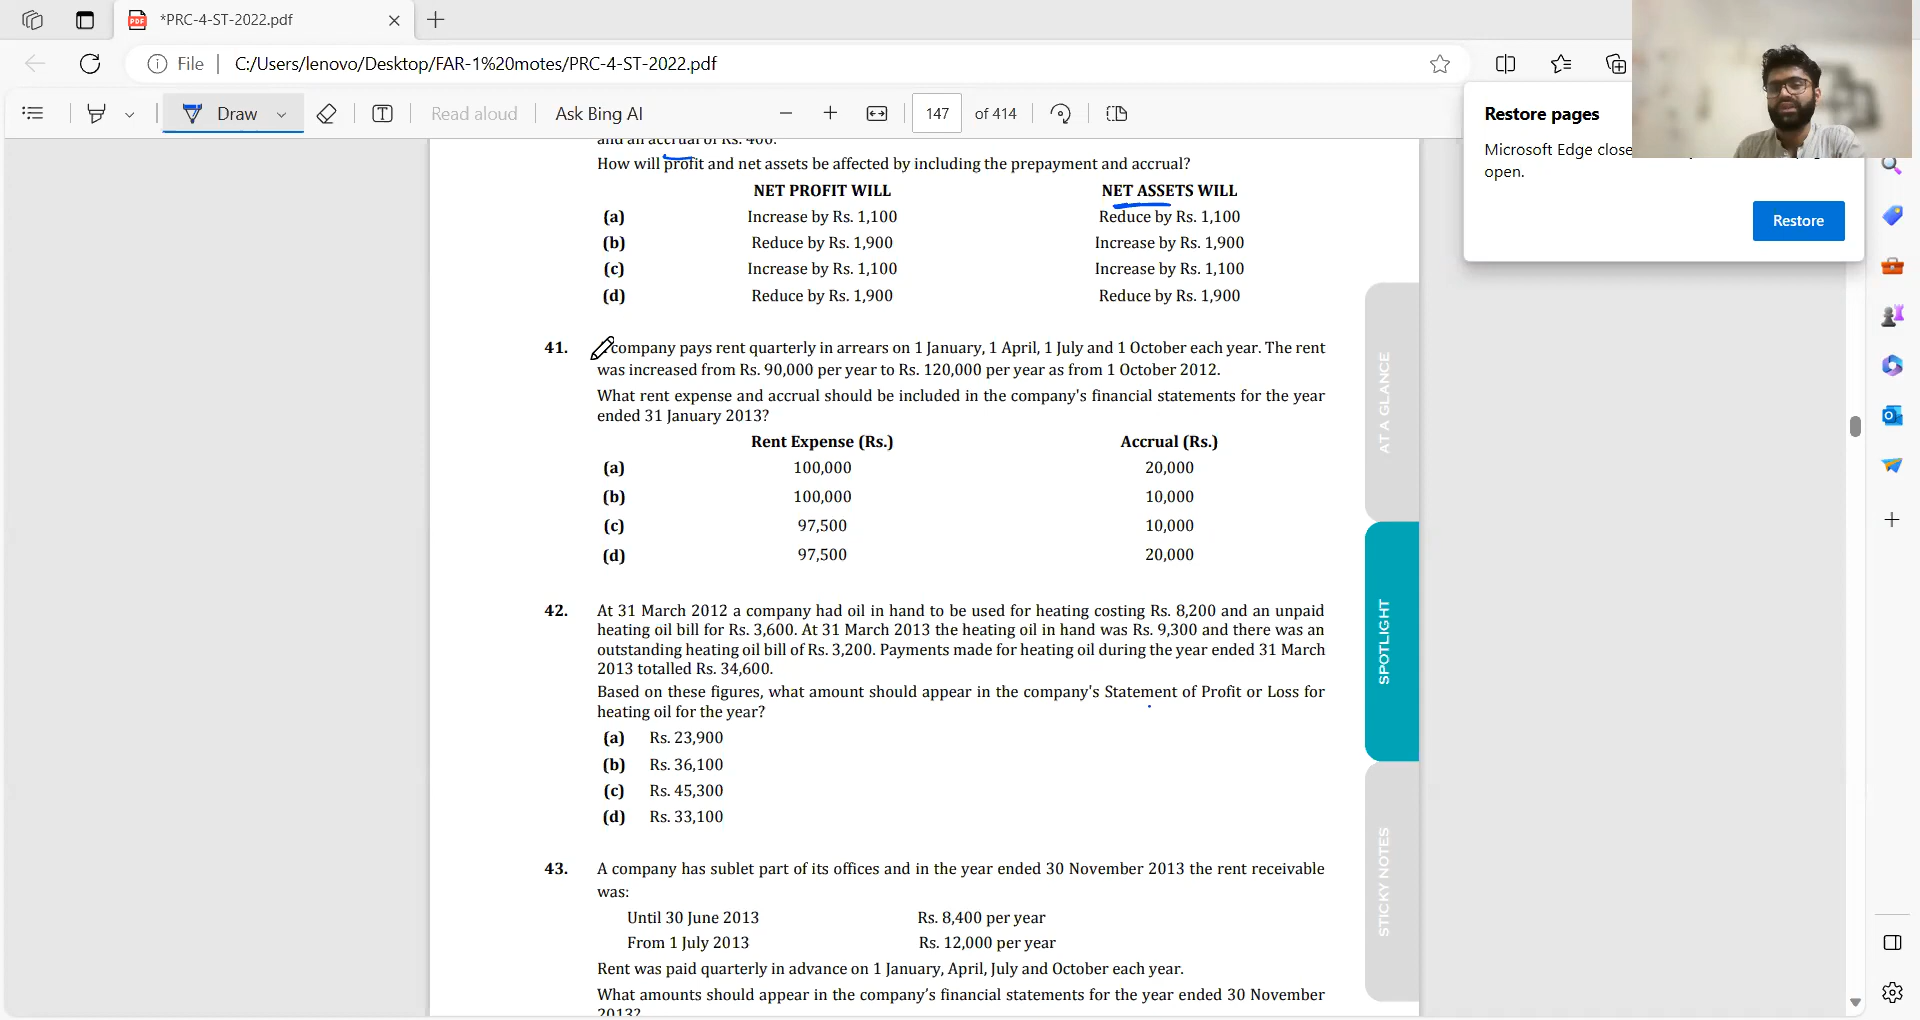 *PRC-4-ST-2022.pdf
PDF
File
C:/Users/lenovo/Desktop/FAR-1%20motes/PRC-4-ST-2022.pdf
Draw
Read aloud
Ask Bing AI
147
of 414
Restore pages
Microsoft Edge close
open.
Restore
and an accrual of Rs. 400.
How will profit and net assets be affected by including the prepayment and accrual?
NET PROFIT WILL NET ASSETS WILL
(a) Increase by Rs. 1,100 Reduce by Rs. 1,100
(b) Reduce by Rs. 1,900 Increase by Rs. 1,900
(c) Increase by Rs. 1,100 Increase by Rs. 1,100
(d) Reduce by Rs. 1,900 Reduce by Rs. 1,900
41. company pays rent quarterly in arrears on 1 January, 1 April, 1 July and 1 October each year. The rent
was increased from Rs. 90,000 per year to Rs. 120,000 per year as from 1 October 2012.
What rent expense and accrual should be included in the company's financial statements for the year
ended 31 January 2013?
Rent Expense (Rs.) Accrual (Rs.)
(a) 100,000 20,000
(b) 100,000 10,000
(c) 97,500 10,000
(d) 97,500 20,000
42. At 31 March 2012 a company had oil in hand to be used for heating costing Rs. 8,200 and an unpaid
heating oil bill for Rs. 3,600. At 31 March 2013 the heating oil in hand was Rs. 9,300 and there was an
outstanding heating oil bill of Rs. 3,200. Payments made for heating oil during the year ended 31 March
2013 totalled Rs. 34,600.
Based on these figures, what amount should appear in the company's Statement of Profit or Loss for
heating oil for the year?
(a) Rs. 23,900
(b) Rs. 36,100
(c) Rs. 45,300
(d) Rs. 33,100
43. A company has sublet part of its offices and in the year ended 30 November 2013 the rent receivable
was:
Until 30 June 2013 Rs. 8,400 per year
From 1 July 2013 Rs. 12,000 per year
Rent was paid quarterly in advance on 1 January, April, July and October each year.
What amounts should appear in the company's financial statements for the year ended 30 November
2013?
AT A GLANCE
SPOTLIGHT
STICKY NOTES